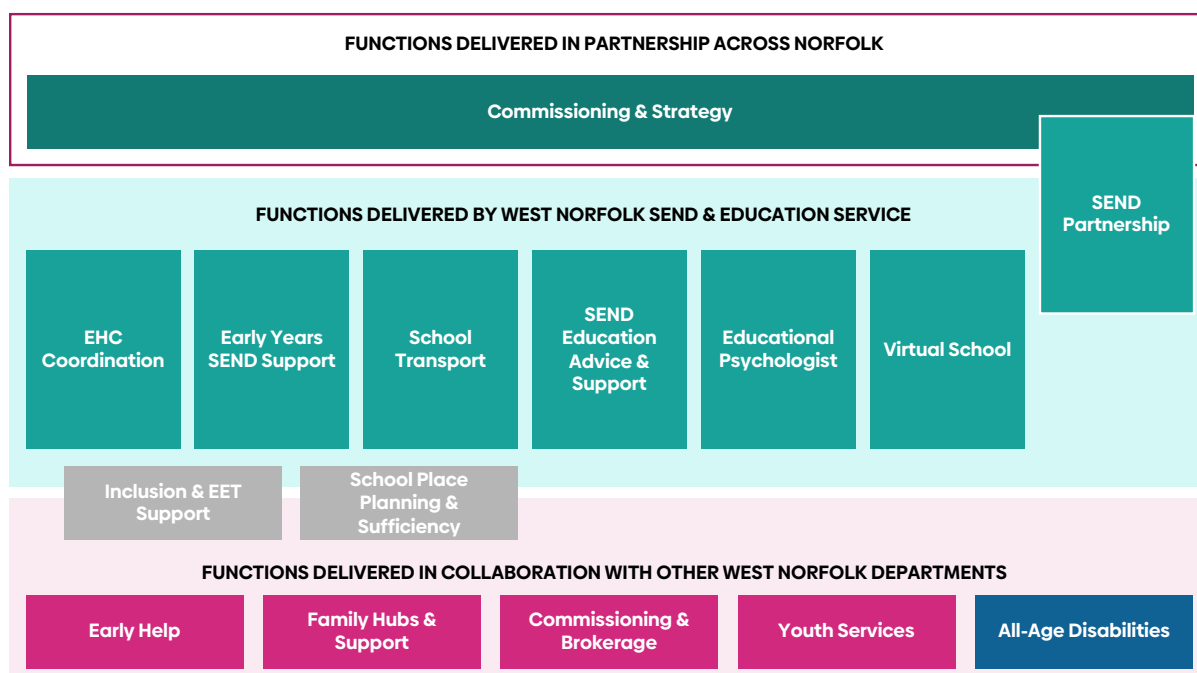 FUNCTIONS DELIVERED IN PARTNERSHIP ACROSS NORFOLK
Commissioning & Strategy
SEND
Partnership
FUNCTIONS DELIVERED BY WEST NORFOLK SEND & EDUCATION SERVICE
EHC
Coordination
Early Years
SEND Support
School
Transport
SEND
Education
Advice &
Support
Educational
Psychologist
Virtual School
Inclusion & EET
Support
School Place
Planning &
Sufficiency
FUNCTIONS DELIVERED IN COLLABORATION WITH OTHER WEST NORFOLK DEPARTMENTS
Early Help
Family Hubs &
Support
Commissioning &
Brokerage
Youth Services
All-Age Disabilities